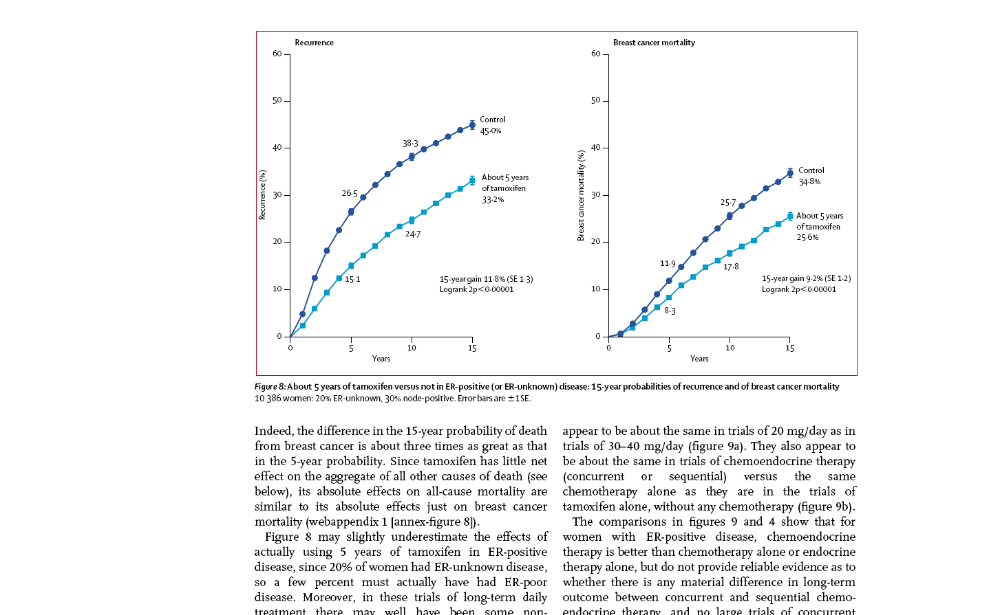 Recurrence
60
50
40
30
20
10
0
Recurrence (%)
0
5
10
15
Years
26·5
38·3
15·1
24·7
Control
45·0%
About 5 years
of tamoxifen
33·2%
15-year gain 11·8% (SE 1·3)
Logrank 2p<0·00001
Breast cancer mortality
60
50
40
30
20
10
0
Breast cancer mortality (%)
0
5
10
15
Years
11·9
25·7
8·3
17·8
Control
34·8%
About 5 years
of tamoxifen
25·6%
15-year gain 9·2% (SE 1·2)
Logrank 2p<0·00001
Figure 8: About 5 years of tamoxifen versus not in ER-positive (or ER-unknown) disease: 15-year probabilities of recurrence and of breast cancer mortality
10 386 women: 20% ER-unknown, 30% node-positive. Error bars are ±1SE.
Indeed, the difference in the 15-year probability of death
from breast cancer is about three times as great as that
in the 5-year probability. Since tamoxifen has little net
effect on the aggregate of all other causes of death (see
below), its absolute effects on all-cause mortality are
similar to its absolute effects just on breast cancer
mortality (webappendix 1 [annex-figure 8]).
Figure 8 may slightly underestimate the effects of
actually using 5 years of tamoxifen in ER-positive
disease, since 20% of women had ER-unknown disease,
so a few percent must actually have had ER-poor
disease. Moreover, in these trials of long-term daily
treatment there may well have been some non-
appear to be about the same in trials of 20 mg/day as in
trials of 30–40 mg/day (figure 9a). They also appear to
be about the same in trials of chemoendocrine therapy
(concurrent or sequential) versus the same
chemotherapy alone as they are in the trials of
tamoxifen alone, without any chemotherapy (figure 9b).
The comparisons in figures 9 and 4 show that for
women with ER-positive disease, chemoendocrine
therapy is better than chemotherapy alone or endocrine
therapy alone, but do not provide reliable evidence as to
whether there is any material difference in long-term
outcome between concurrent and sequential chemo-
endocrine therapy, and no large trials of concurrent